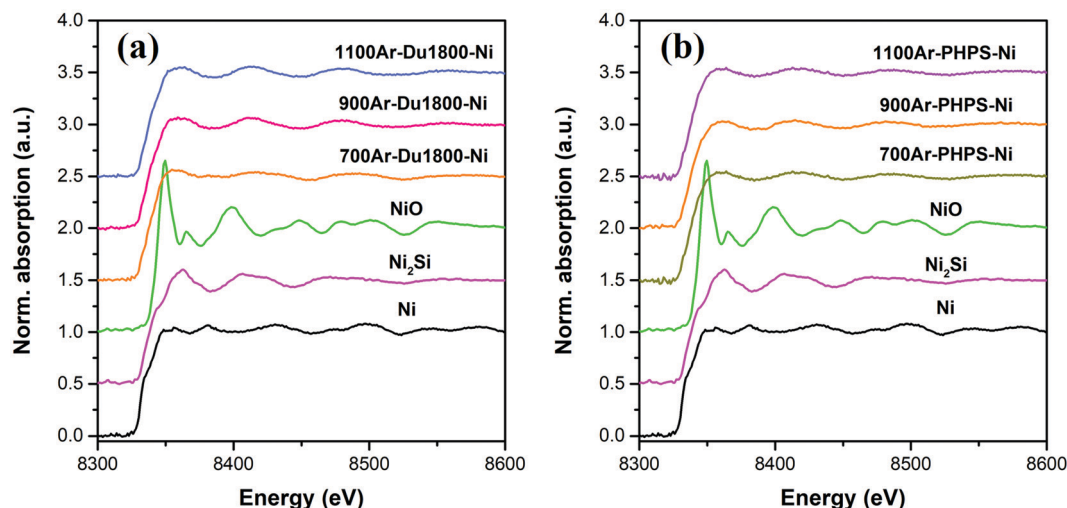 (a)
4.0
3.5
3.0
2.5
2.0
1.5
1.0
0.5
0.0
Norm. absorption (a.u.)
1100Ar-Du1800-Ni
900Ar-Du1800-Ni
700Ar-Du1800-Ni
NiO
Ni₂Si
Ni
8300
8400
8500
8600
Energy (eV)
(b)
4.0
3.5
3.0
2.5
2.0
1.5
1.0
0.5
0.0
Norm. absorption (a.u.)
1100Ar-PHPS-Ni
900Ar-PHPS-Ni
700Ar-PHPS-Ni
NiO
Ni₂Si
Ni
8300
8400
8500
8600
Energy (eV)